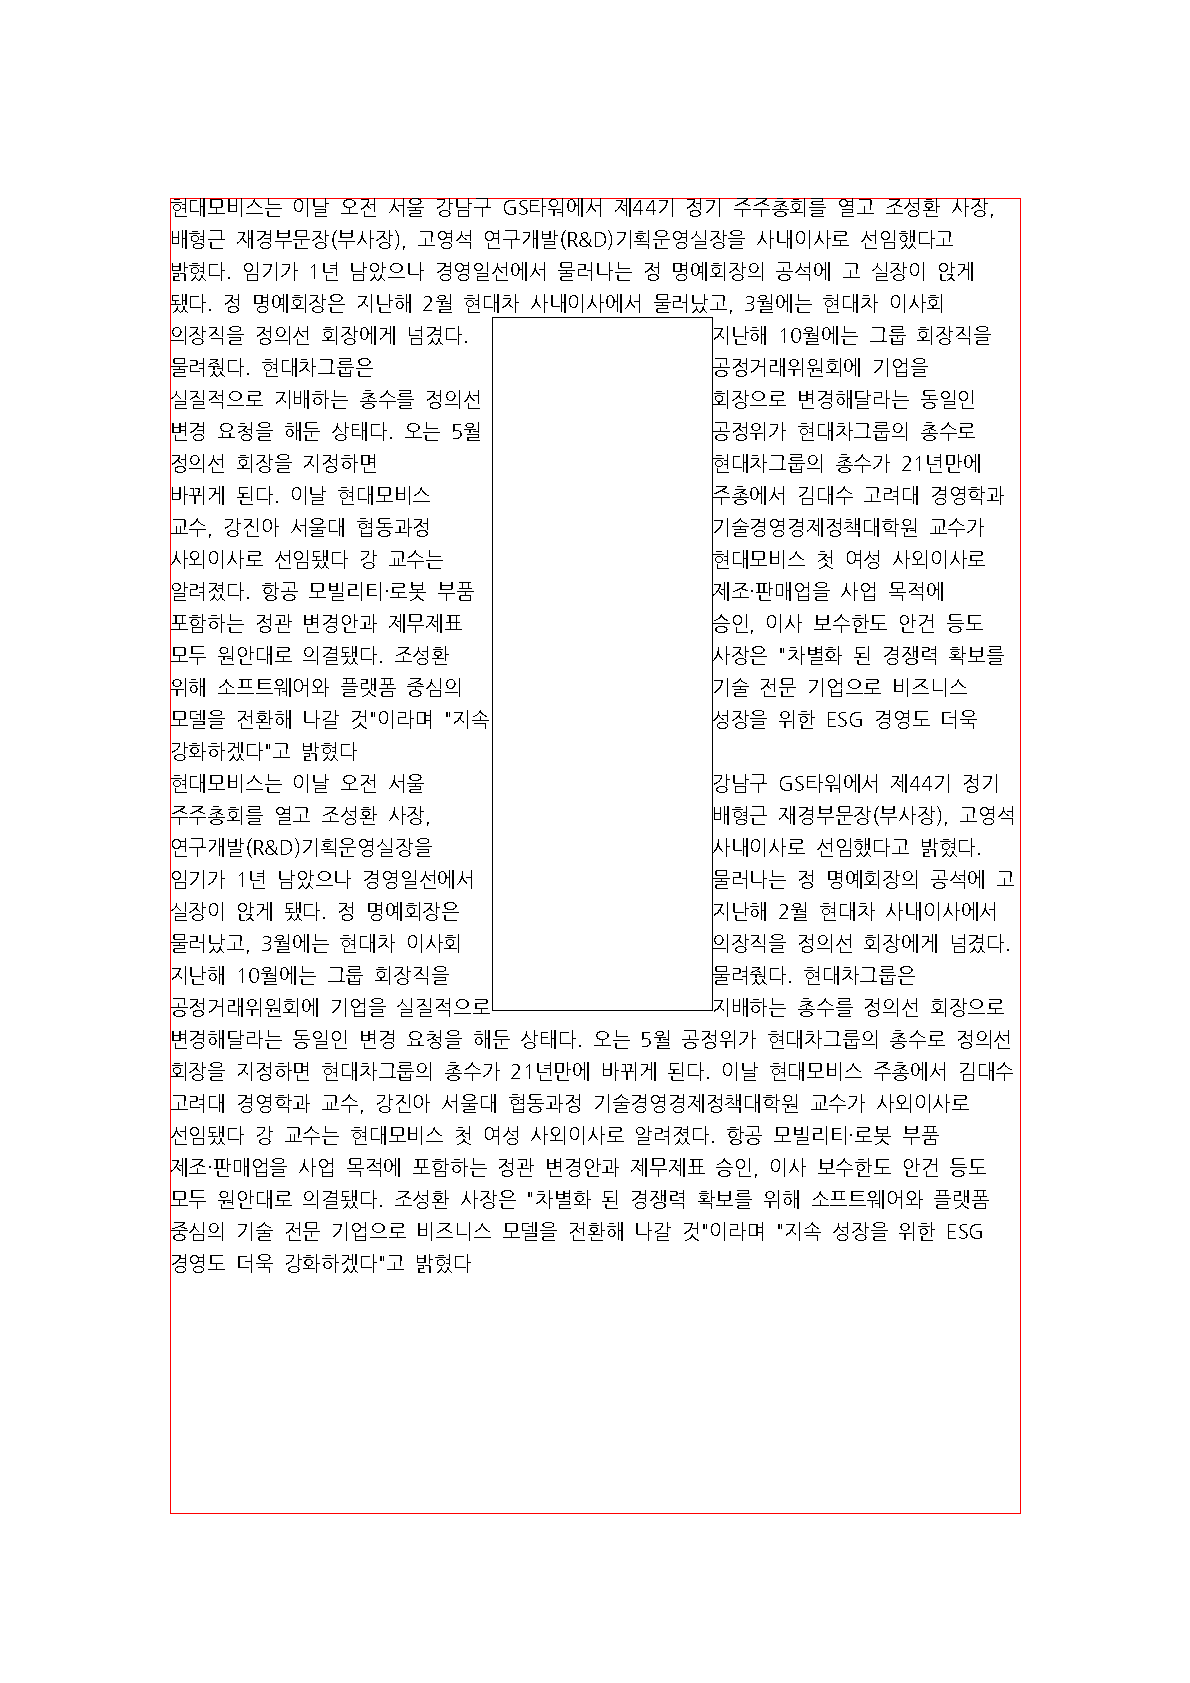 현대모비스는 이날 오전 서울 강남구 GS타워에서 제44기 정기 주주총회를 열고 조성환 사장,
배형근 재경부문장(부사장), 고영석 연구개발(R&D)기획운영실장을 사내이사로 선임했다고
밝혔다. 임기가 1년 남았으나 경영일선에서 물러나는 정 명예회장의 공석에 고 실장이 앉게
됐다. 정 명예회장은 지난해 2월 현대차 사내이사에서 물러났고, 3월에는 현대차 이사회
의장직을 정의선 회장에게 넘겼다. 지난해 10월에는 그룹 회장직을
물려줬다. 현대차그룹은 공정거래위원회에 기업을
실질적으로 지배하는 총수를 정의선 회장으로 변경해달라는 동일인
변경 요청을 해둔 상태다. 오는 5월 공정위가 현대차그룹의 총수로
정의선 회장을 지정하면 현대차그룹의 총수가 21년만에
바뀌게 된다. 이날 현대모비스 주총에서 김대수 고려대 경영학과
교수, 강진아 서울대 협동과정 기술경영경제정책대학원 교수가
사외이사로 선임됐다 강 교수는 현대모비스 첫 여성 사외이사로
알려졌다. 항공 모빌리티·로봇 부품 제조·판매업을 사업 목적에
포함하는 정관 변경안과 제무제표 승인, 이사 보수한도 안건 등도
모두 원안대로 의결됐다. 조성환 사장은 "차별화 된 경쟁력 확보를
위해 소프트웨어와 플랫폼 중심의 기술 전문 기업으로 비즈니스
모델을 전환해 나갈 것"이라며 "지속 성장을 위한 ESG 경영도 더욱
강화하겠다"고 밝혔다
현대모비스는 이날 오전 서울 강남구 GS타워에서 제44기 정기
주주총회를 열고 조성환 사장, 배형근 재경부문장(부사장), 고영석
연구개발(R&D)기획운영실장을 사내이사로 선임했다고 밝혔다.
임기가 1년 남았으나 경영일선에서 물러나는 정 명예회장의 공석에 고
실장이 앉게 됐다. 정 명예회장은 지난해 2월 현대차 사내이사에서
물러났고, 3월에는 현대차 이사회 의장직을 정의선 회장에게 넘겼다.
지난해 10월에는 그룹 회장직을 물려줬다. 현대차그룹은
공정거래위원회에 기업을 실질적으로 지배하는 총수를 정의선 회장으로
변경해달라는 동일인 변경 요청을 해둔 상태다. 오는 5월 공정위가 현대차그룹의 총수로 정의선
회장을 지정하면 현대차그룹의 총수가 21년만에 바뀌게 된다. 이날 현대모비스 주총에서 김대수
고려대 경영학과 교수, 강진아 서울대 협동과정 기술경영경제정책대학원 교수가 사외이사로
선임됐다 강 교수는 현대모비스 첫 여성 사외이사로 알려졌다. 항공 모빌리티·로봇 부품
제조·판매업을 사업 목적에 포함하는 정관 변경안과 제무제표 승인, 이사 보수한도 안건 등도
모두 원안대로 의결됐다. 조성환 사장은 "차별화 된 경쟁력 확보를 위해 소프트웨어와 플랫폼
중심의 기술 전문 기업으로 비즈니스 모델을 전환해 나갈 것"이라며 "지속 성장을 위한 ESG
경영도 더욱 강화하겠다"고 밝혔다